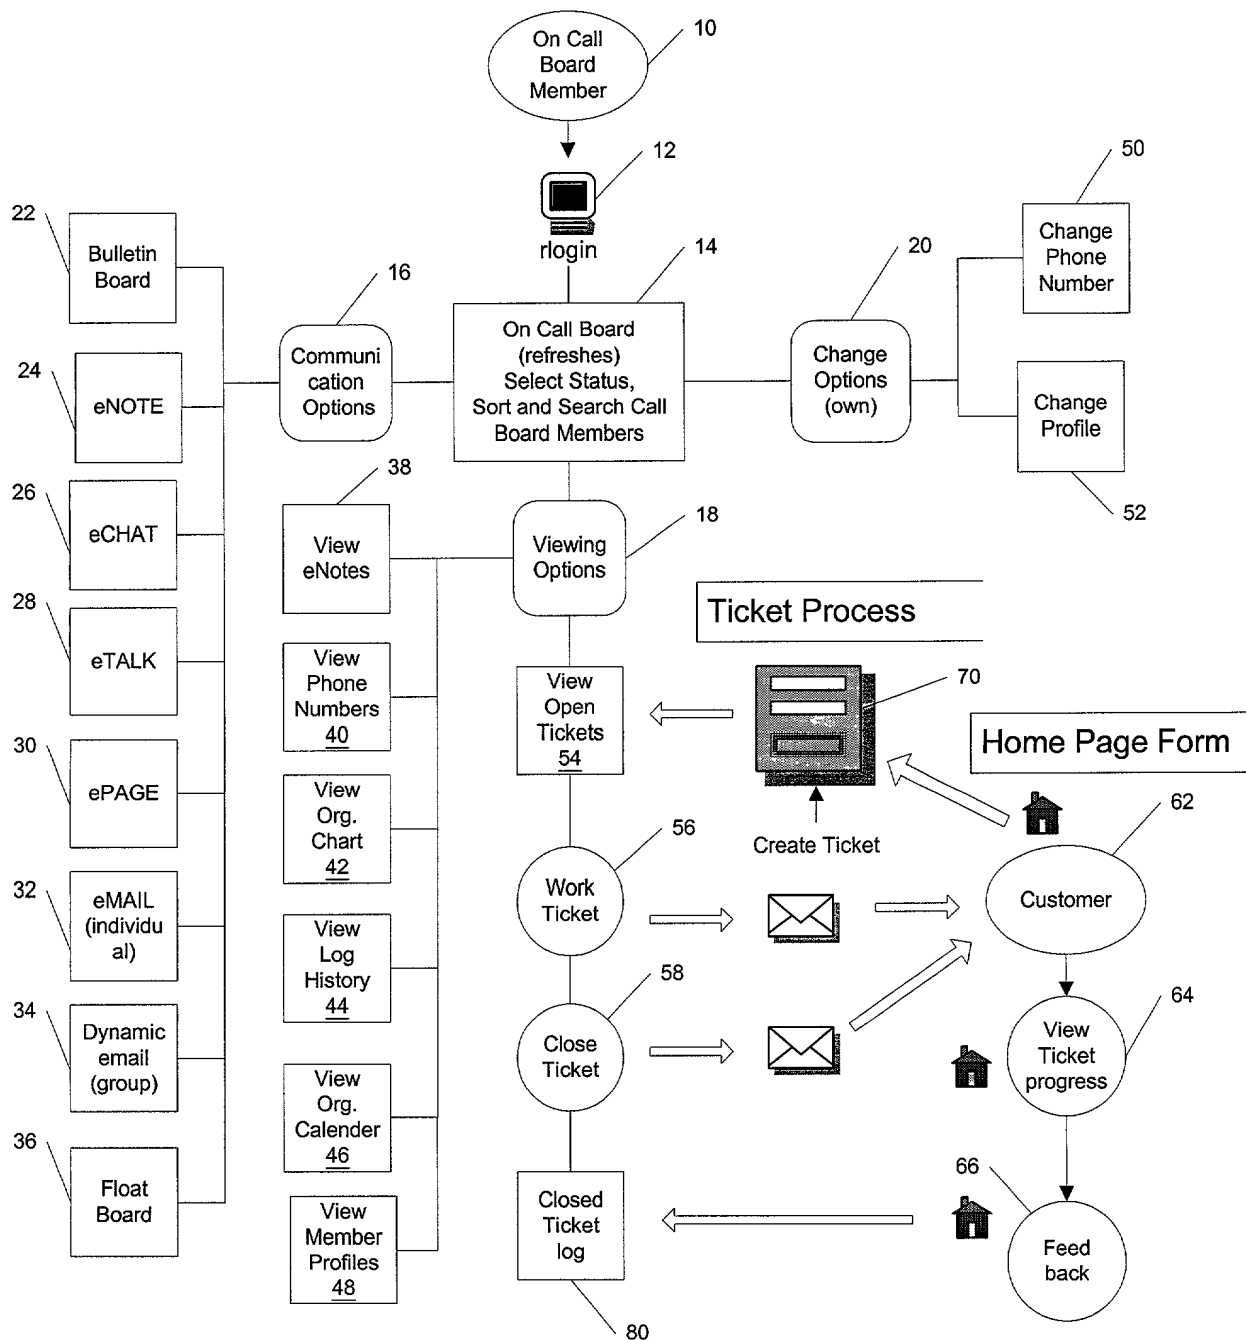 On Call
Board
Member
10
12
rlogin
14
On Call Board
(refreshes)
Select Status,
Sort and Search Call
Board Members
16
Communi
cation
Options
20
Change
Options
(own)
50
Change
Phone
Number
Change
Profile
52
22
Bulletin
Board
24
eNOTE
26
eCHAT
28
eTALK
30
ePAGE
32
eMAIL
(individu
al)
34
Dynamic
email
(group)
36
Float
Board
38
View
eNotes
View
Phone
Numbers
40
View
Org.
Chart
42
View
Log
History
44
View
Org.
Calender
46
View
Member
Profiles
48
18
Viewing
Options
View
Open
Tickets
54
56
Work
Ticket
58
Close
Ticket
Closed
Ticket
log
80
Ticket Process
70
Create Ticket
Home Page Form
62
Customer
64
View
Ticket
progress
66
Feed
back